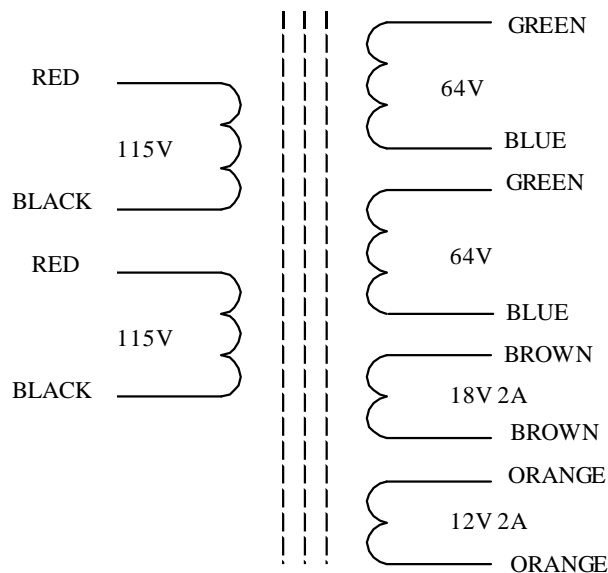 RED
115V
BLACK
RED
115V
BLACK
GREEN
64V
BLUE
GREEN
64V
BLUE
BROWN
18V 2A
BROWN
ORANGE
12V 2A
ORANGE